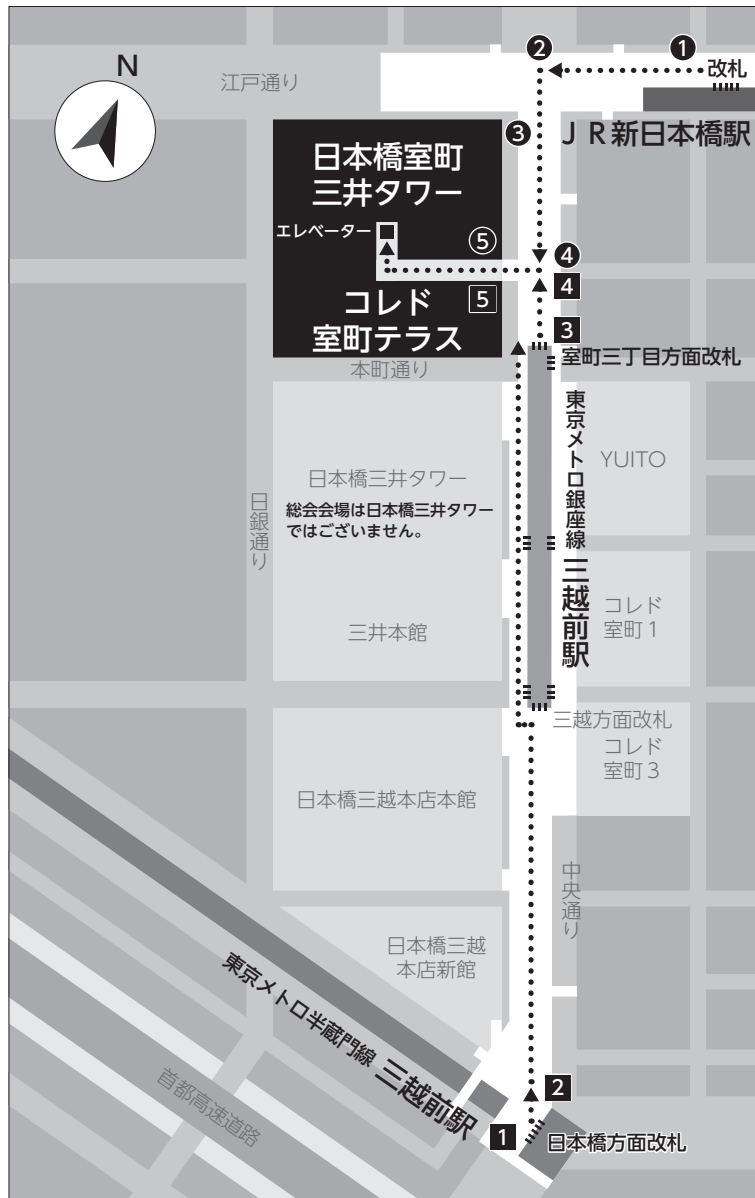 N
江戸通り
❷
❶
改札
❸
JR新日本橋駅
日本橋室町
三井タワー
エレベーター
⑤
❹
4
コレド
室町テラス
5
3
室町三丁目方面改札
本町通り
東京メトロ銀座線
三越前駅
YUITO
日本橋三井タワー
総会会場は日本橋三井タワー
ではございません。
日銀通り
コレド
室町1
三井本館
三越方面改札
コレド
室町3
日本橋三越本店本館
中央通り
日本橋三越
本店新館
東京メトロ半蔵門線 三越前駅
首都高速道路
2
1
日本橋方面改札